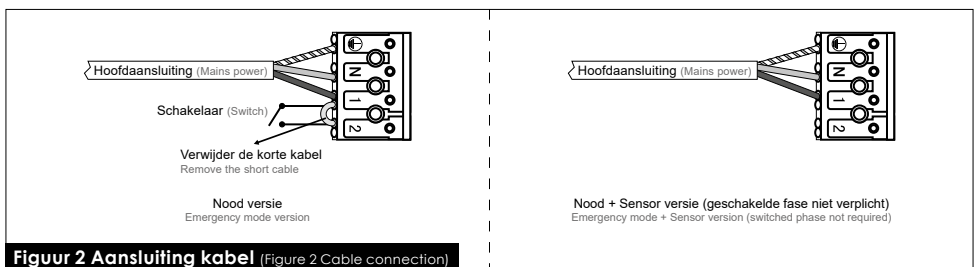 Hoofdaansluiting (Mains power)
Schakelaar (Switch)
Verwijder de korte kabel
Remove the short cable
N
1
2
Nood versie
Emergency mode version
Hoofdaansluiting (Mains power)
N
1
2
Nood + Sensor versie (geschakelde fase niet verplicht)
Emergency mode + Sensor version (switched phase not required)
Figuur 2 Aansluiting kabel (Figure 2 Cable connection)